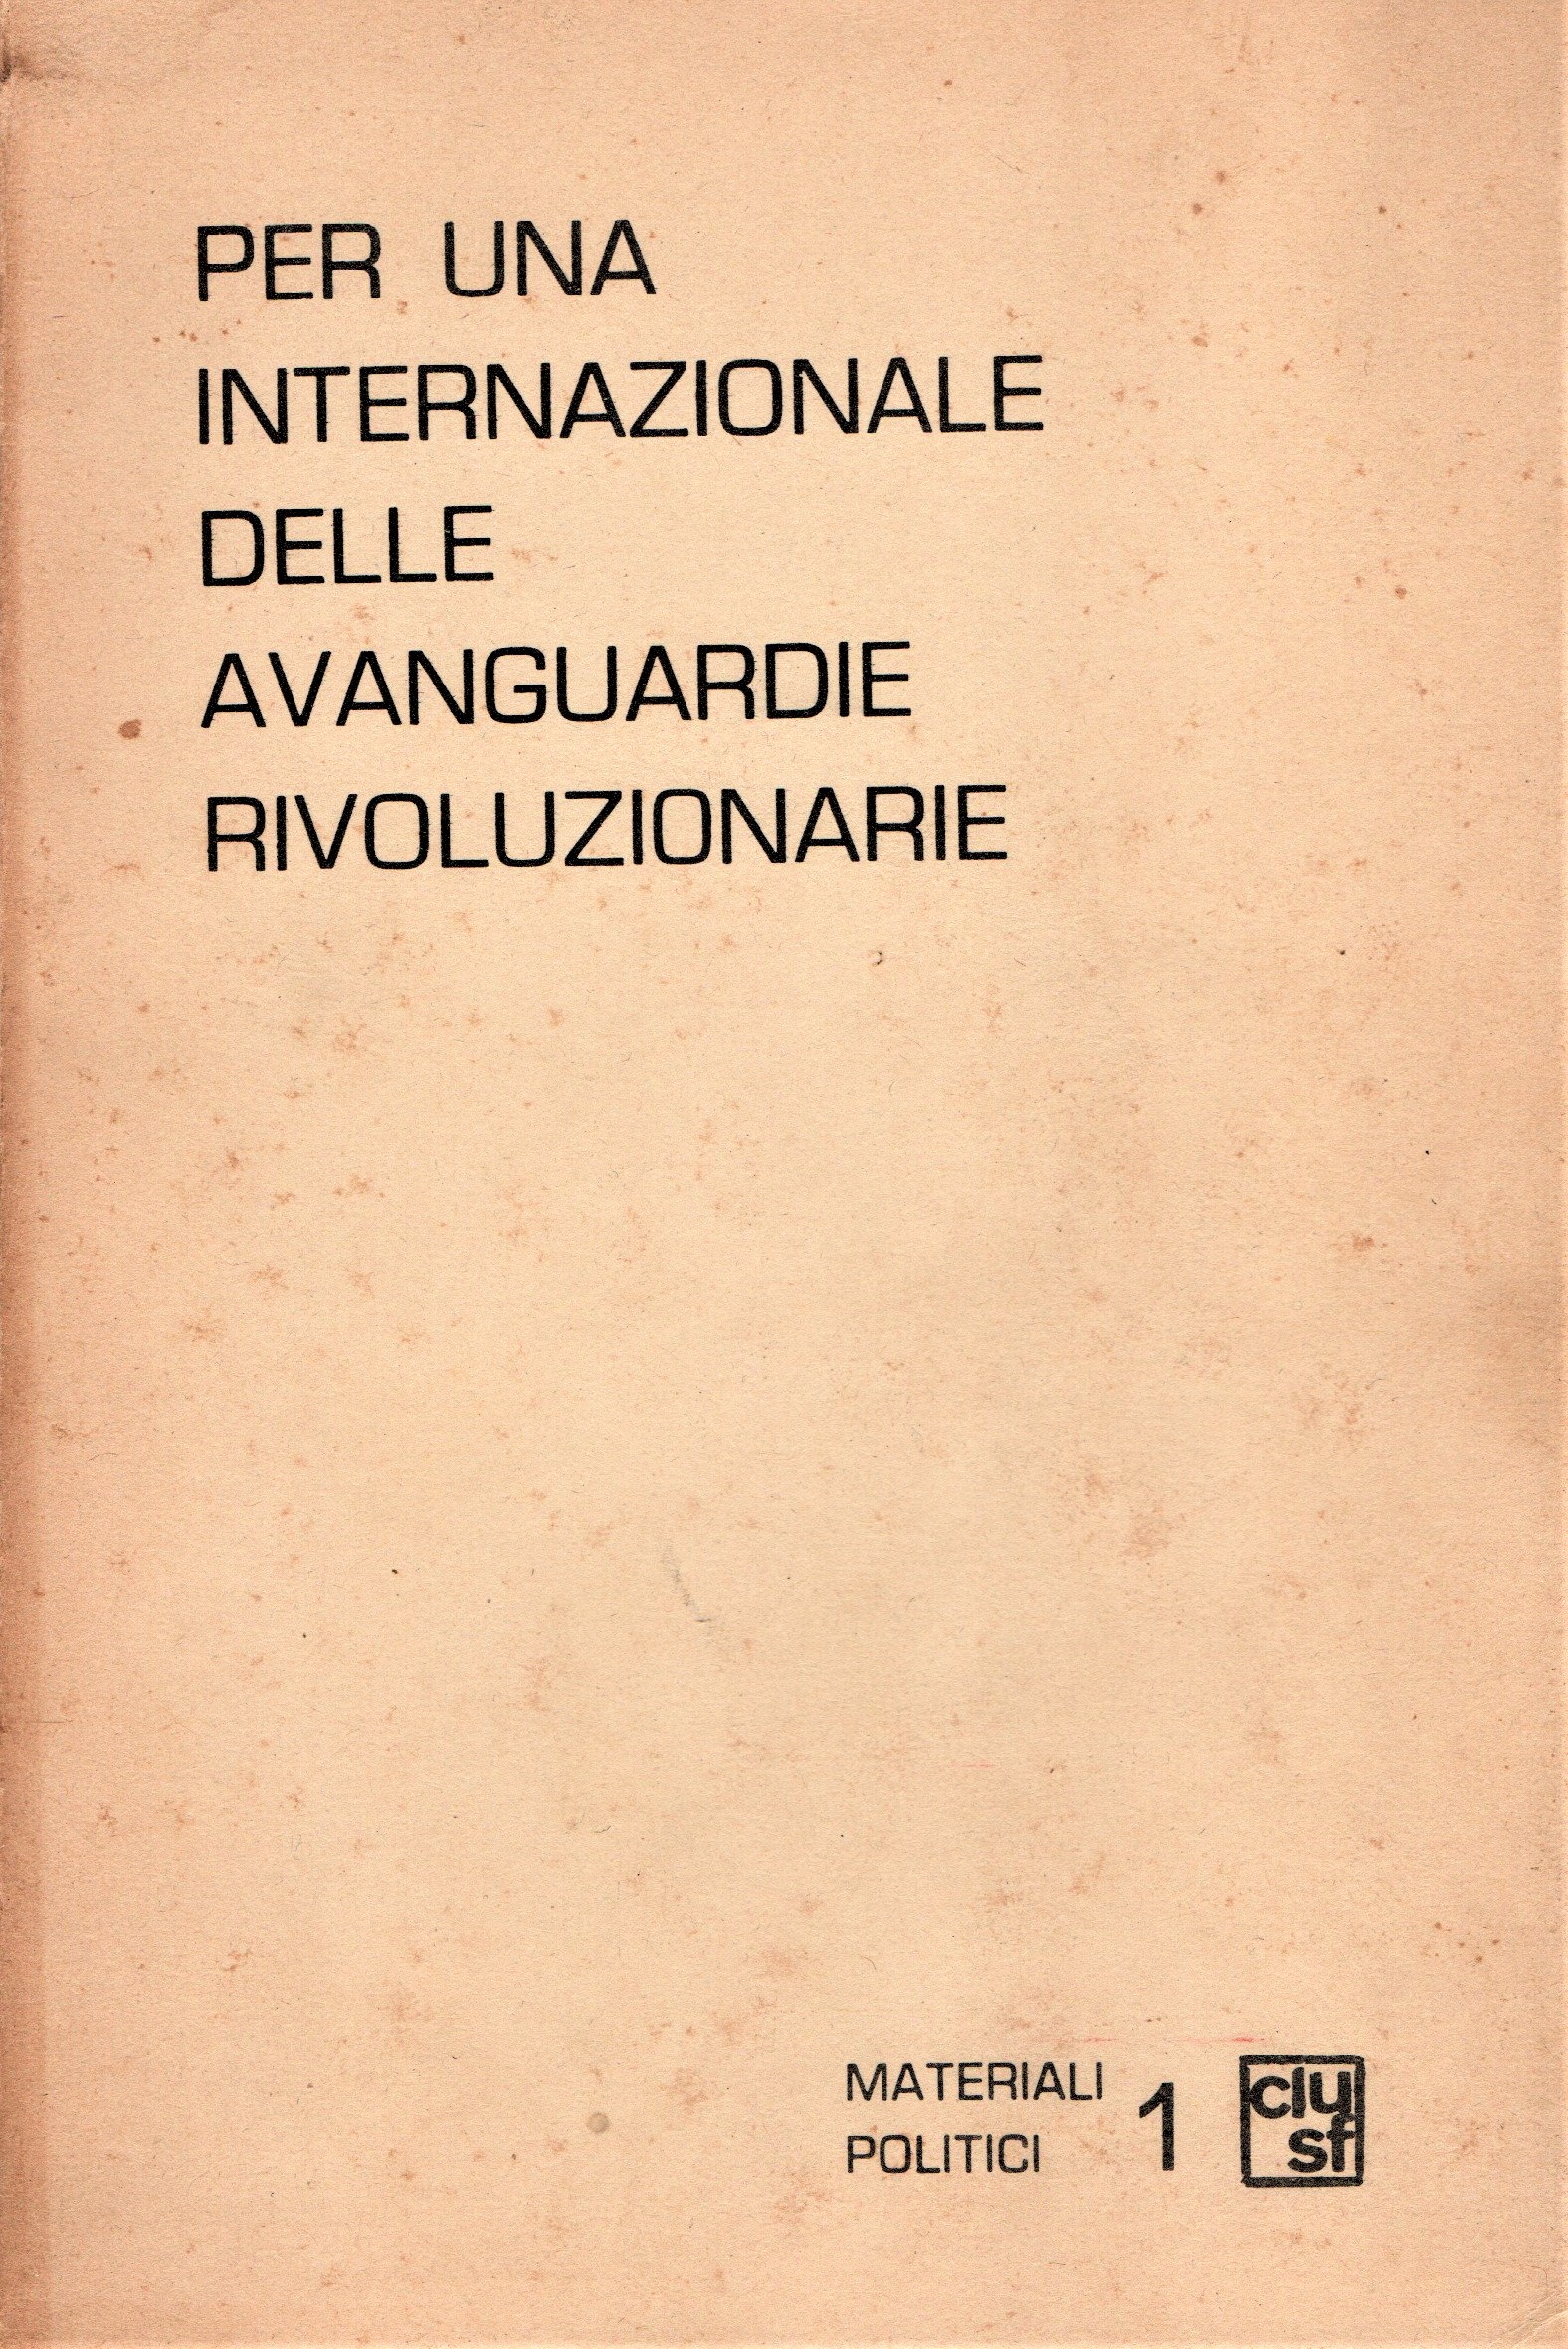 PER UNA
INTERNAZIONALE
DELLE
AVANGUARDIE
RIVOLUZIONARIE
MATERIALI
POLITICI
1
clu
sf